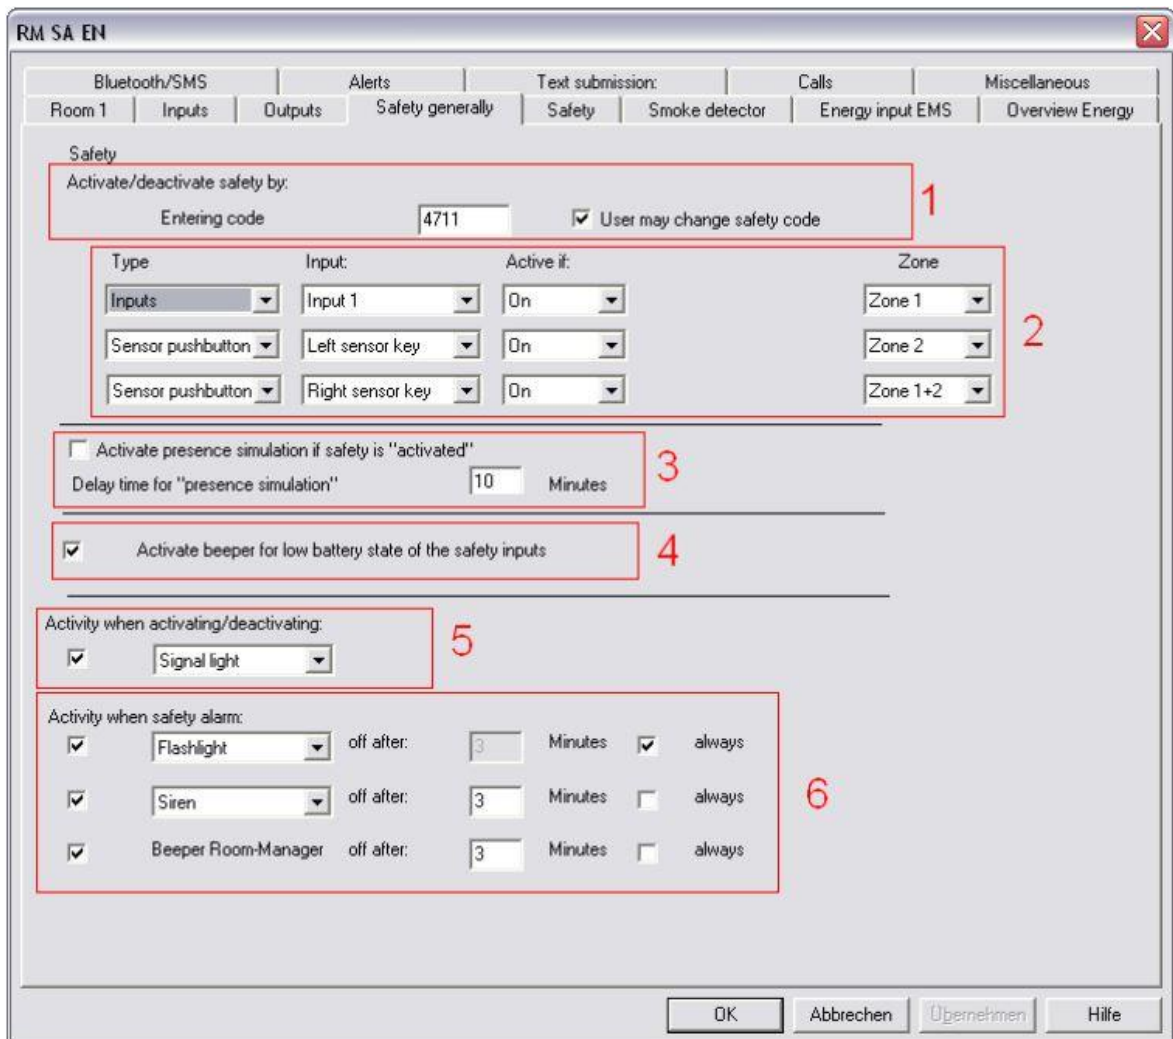 RM SA EN
Bluetooth/SMS Alerts Text submission: Calls Miscellaneous
Room 1 Inputs Outputs Safety generally Safety Smoke detector Energy input EMS Overview Energy
Safety
Activate/deactivate safety by:
Entering code 4711 User may change safety code
1
Type Input: Active if: Zone
Inputs Input 1 On Zone 1
Sensor pushbutton Left sensor key On Zone 2
2
Sensor pushbutton Right sensor key On Zone 1+2
Activate presence simulation if safety is "activated"
3
Delay time for "presence simulation" 10 Minutes
Activate beeper for low battery state of the safety inputs
4
Activity when activating/deactivating:
5
Signal light
Activity when safety alarm:
Flashlight off after: 3 Minutes always
Siren off after: 3 Minutes always
6
Beeper Room-Manager off after: 3 Minutes always
OK Abbrechen Übernehmen Hilfe